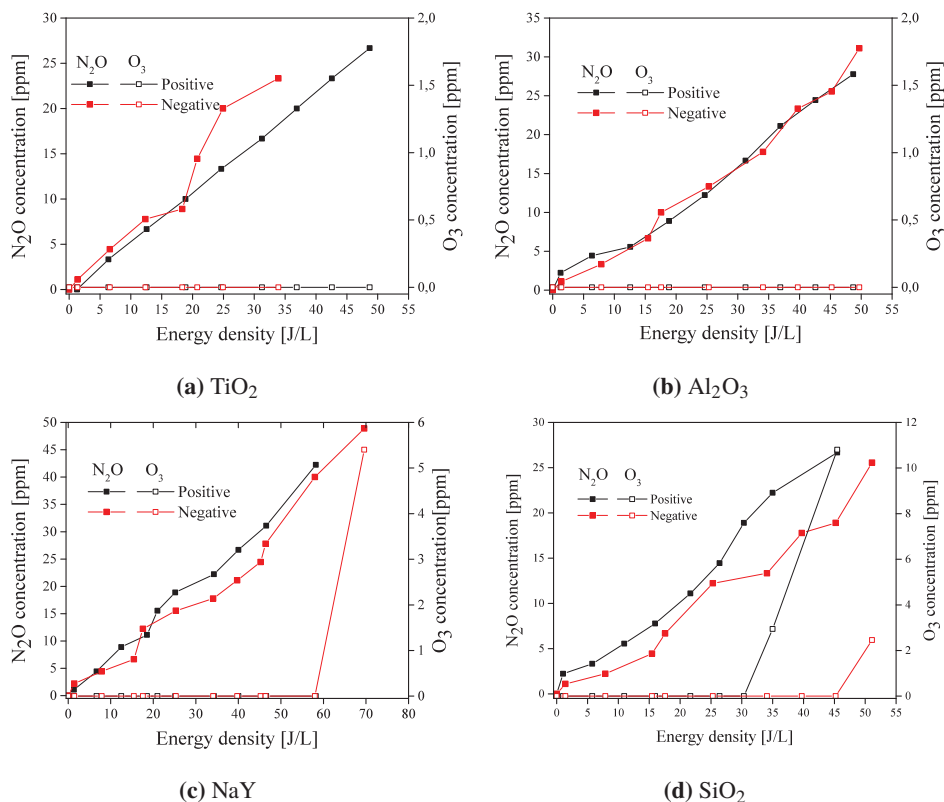 30
25
20
15
10
5
0
N₂O concentration [ppm]
N₂O O₃
Positive
Negative
2,0
1,5
1,0
0,5
0,0
O₃ concentration [ppm]
0 5 10 15 20 25 30 35 40 45 50
Energy density [J/L]
(a) TiO₂
35
30
25
20
15
10
5
0
N₂O concentration [ppm]
N₂O O₃
Positive
Negative
2,0
1,5
1,0
0,5
0,0
O₃ concentration [ppm]
0 5 10 15 20 25 30 35 40 45 50 55
Energy density [J/L]
(b) Al₂O₃
50
45
40
35
30
25
20
15
10
5
0
N₂O concentration [ppm]
N₂O O₃
Positive
Negative
6
5
4
3
2
1
0
O₃ concentration[ppm]
0 10 20 30 40 50 60 70 80
Energy density [J/L]
(c) NaY
30
25
20
15
10
5
0
N₂O concentration [ppm]
N₂O O₃
Positive
Negative
12
10
8
6
4
2
0
O₃ concentration [ppm]
0 5 10 15 20 25 30 35 40 45 50 55
Energy density [J/L]
(d) SiO₂